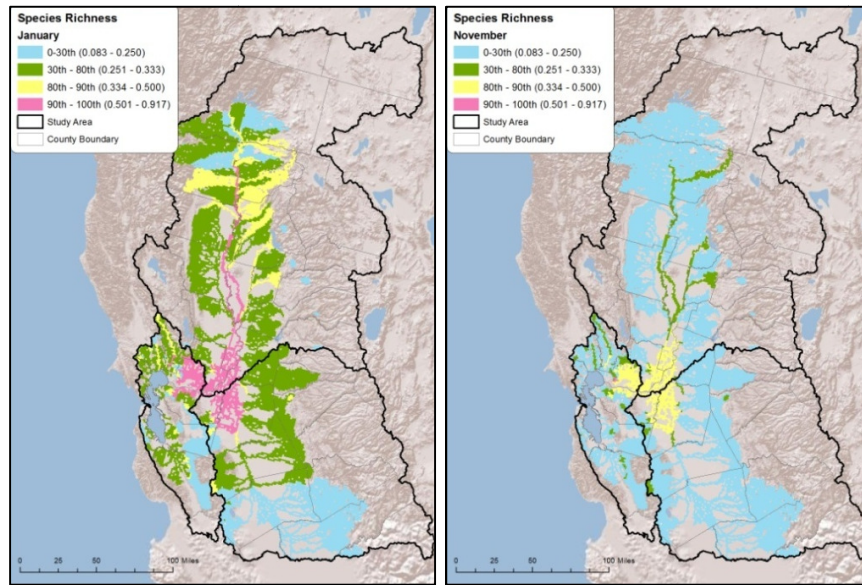 Species Richness
January
0-30th (0.083 - 0.250)
30th - 80th (0.251 - 0.333)
80th - 90th (0.334 - 0.500)
90th - 100th (0.501 - 0.917)
Study Area
County Boundary
0 25 50 100 Miles
Species Richness
November
0-30th (0.083 - 0.250)
30th - 80th (0.251 - 0.333)
80th - 90th (0.334 - 0.500)
90th - 100th (0.501 - 0.917)
Study Area
County Boundary
0 25 50 100 Miles